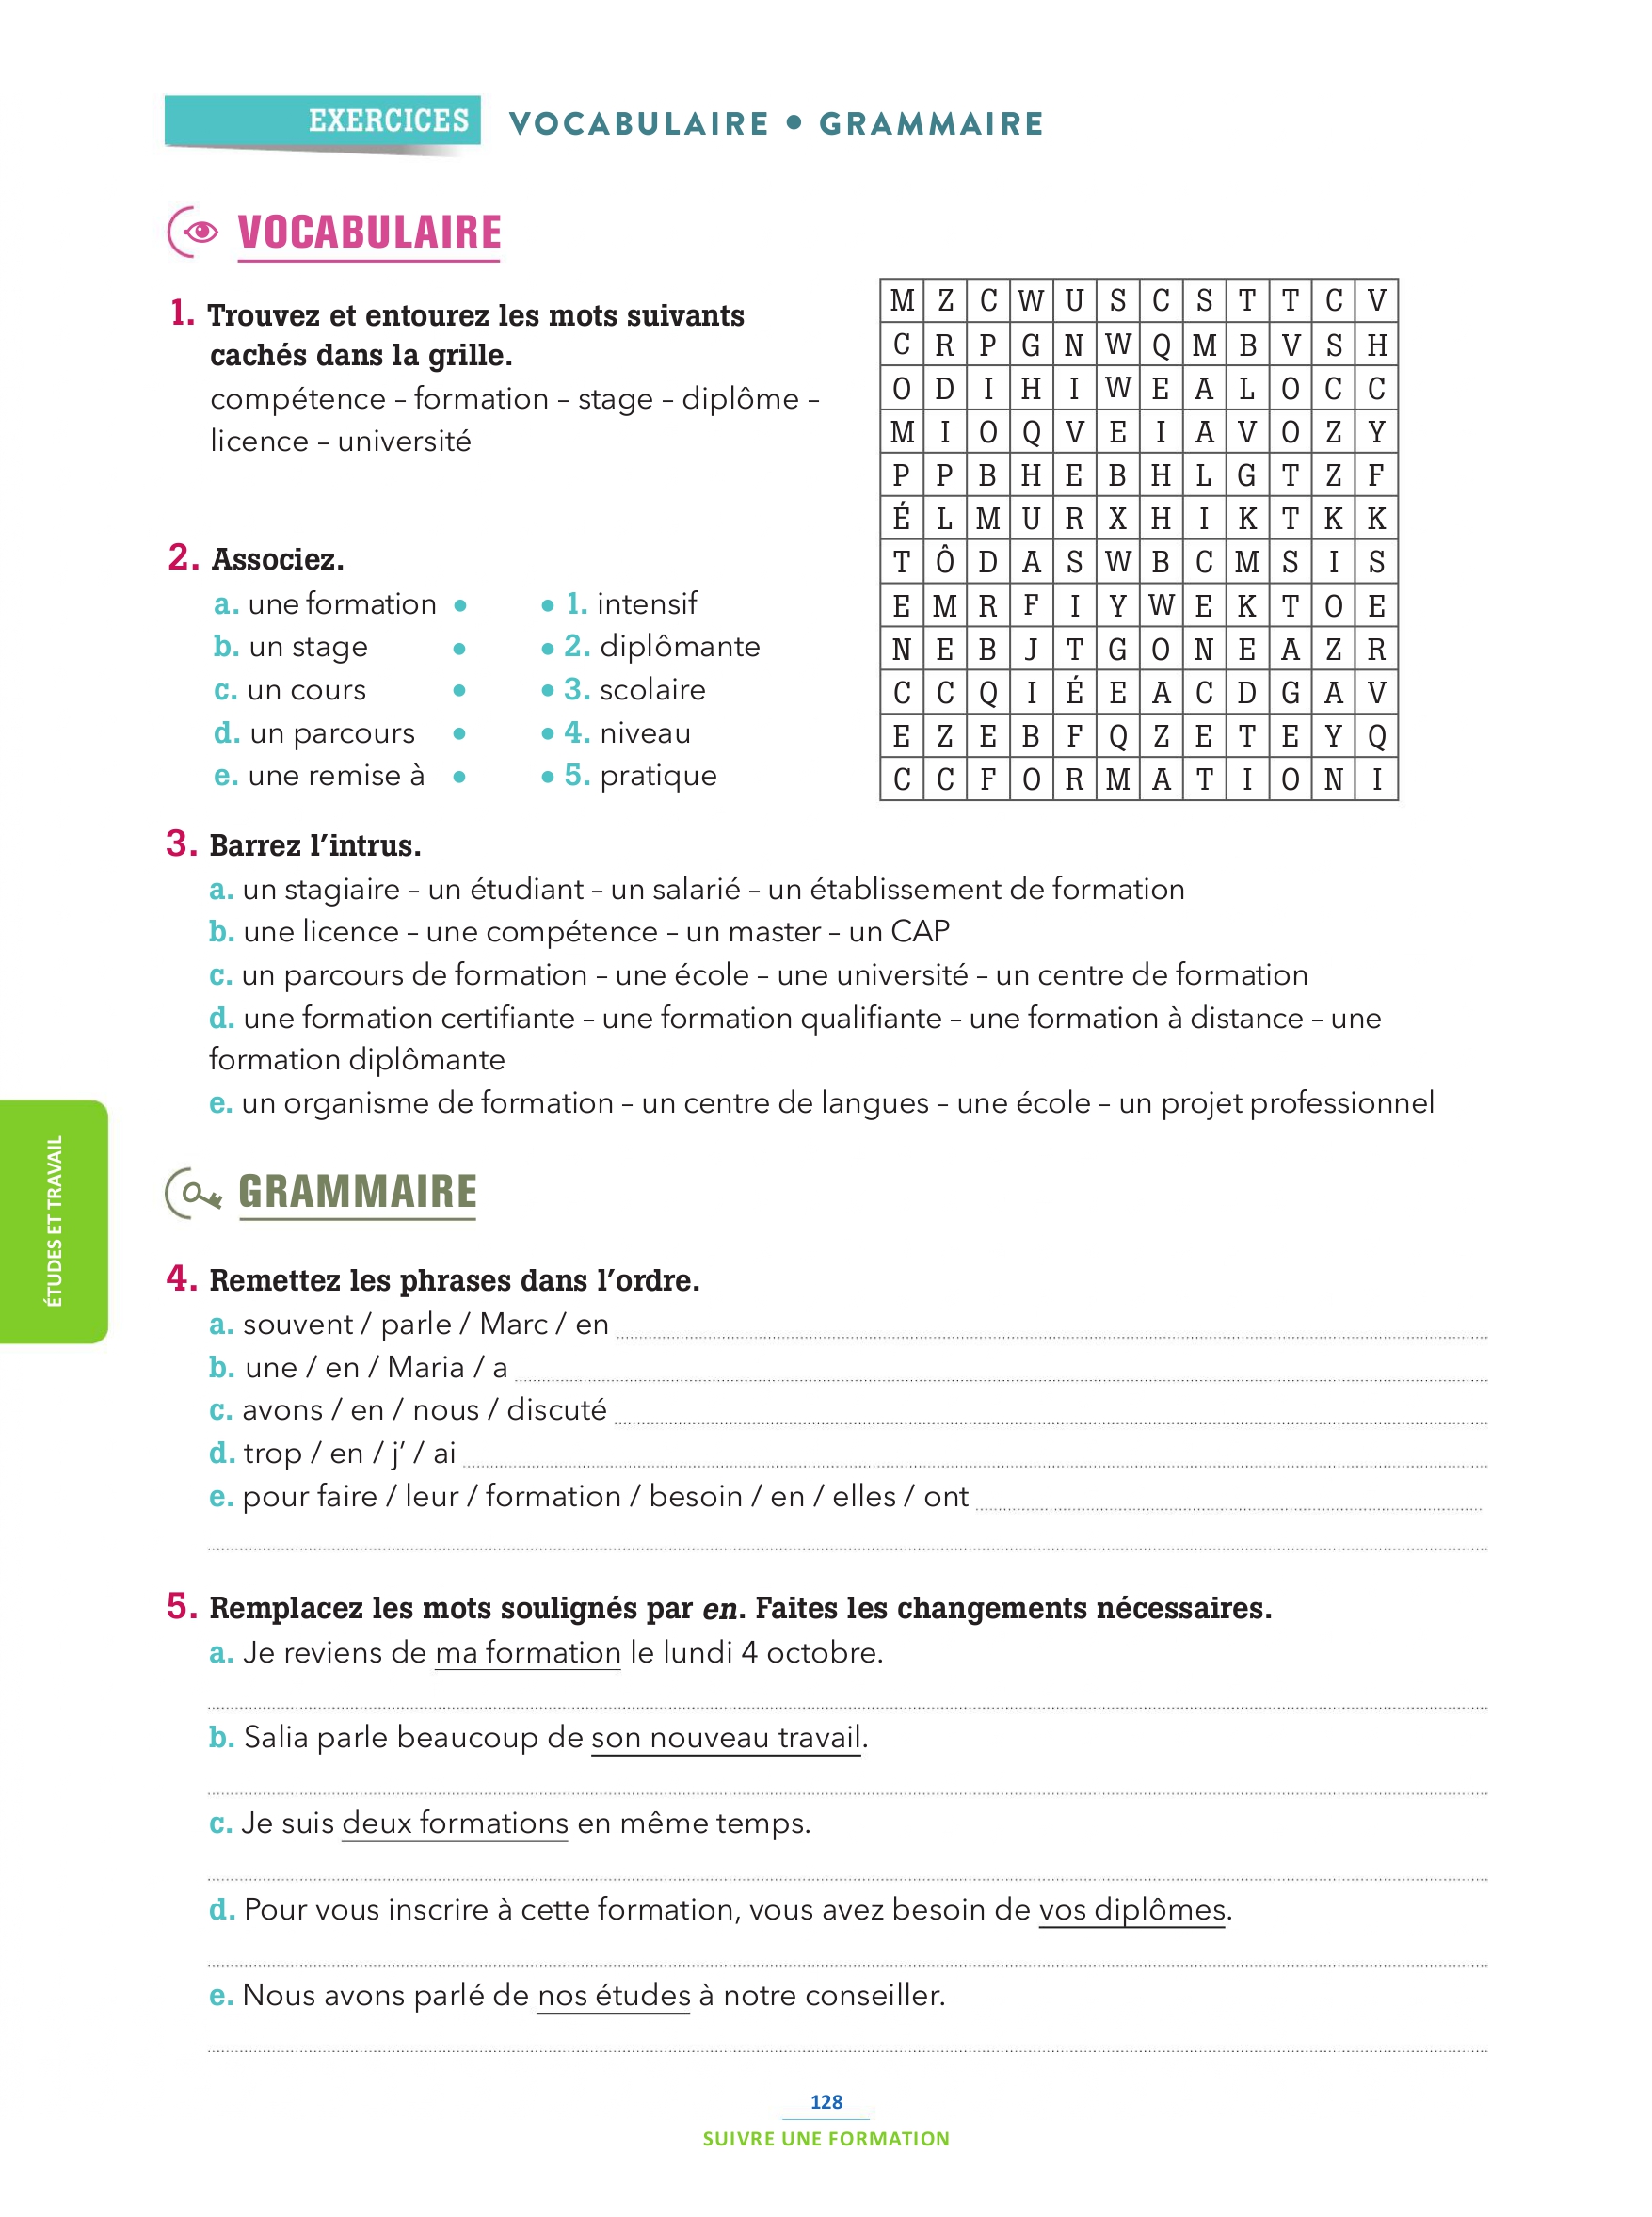 EXERCICES VOCABULAIRE • GRAMMAIRE
VOCABULAIRE
1. Trouvez et entourez les mots suivants
cachés dans la grille.
compétence – formation – stage – diplôme –
licence – université
M Z C W U S C S T T C V
C R P G N W Q M B V S H
O D I H I W E A L O C C
M I O Q V E I A V O Z Y
P P B H E B H L G T Z F
É L M U R X H I K T K K
T Ô D A S W B C M S I S
E M R F I Y W E K T O E
N E B J T G O N E A Z R
C C Q I É E A C D G A V
E Z E B F Q Z E T E Y Q
C C F O R M A T I O N I
2. Associez.
a. une formation • • 1. intensif
b. un stage • • 2. diplômante
c. un cours • • 3. scolaire
d. un parcours • • 4. niveau
e. une remise à • • 5. pratique
3. Barrez l’intrus.
a. un stagiaire – un étudiant – un salarié – un établissement de formation
b. une licence – une compétence – un master – un CAP
c. un parcours de formation – une école – une université – un centre de formation
d. une formation certifiante – une formation qualifiante – une formation à distance – une
formation diplômante
e. un organisme de formation – un centre de langues – une école – un projet professionnel
ÉTUDES ET TRAVAIL
GRAMMAIRE
4. Remettez les phrases dans l’ordre.
a. souvent / parle / Marc / en
b. une / en / Maria / a
c. avons / en / nous / discuté
d. trop / en / j’ / ai
e. pour faire / leur / formation / besoin / en / elles / ont
5. Remplacez les mots soulignés par en. Faites les changements nécessaires.
a. Je reviens de ma formation le lundi 4 octobre.
b. Salia parle beaucoup de son nouveau travail.
c. Je suis deux formations en même temps.
d. Pour vous inscrire à cette formation, vous avez besoin de vos diplômes.
e. Nous avons parlé de nos études à notre conseiller.
128
SUIVRE UNE FORMATION